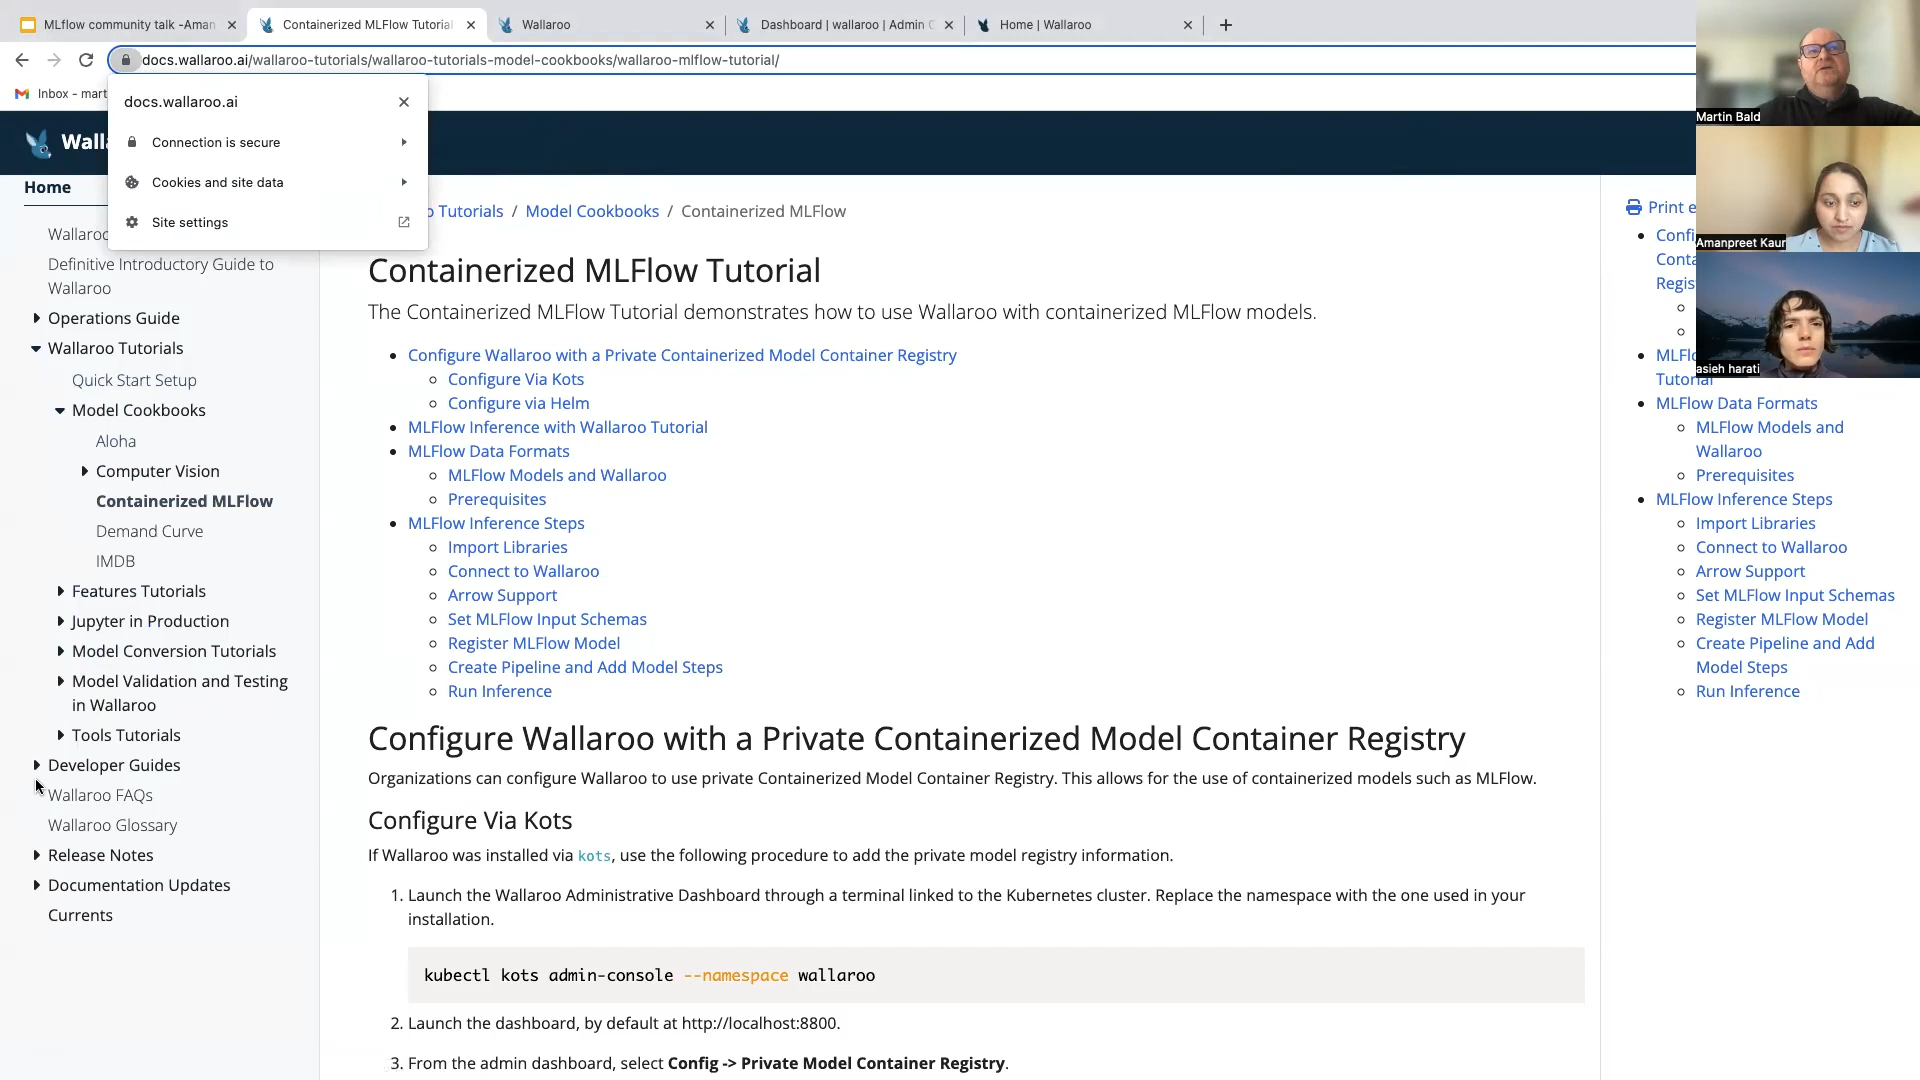 MLflow community talk -Aman
Containerized MLFlow Tutorial
Wallaroo
Dashboard | wallaroo | Admin C
Home | Wallaroo
docs.wallaroo.ai/wallaroo-tutorials/wallaroo-tutorials-model-cookbooks/wallaroo-mlflow-tutorial/
Inbox - mart
docs.wallaroo.ai
Connection is secure
Cookies and site data
Site settings
Home
Definitive Introductory Guide to
Wallaroo
Operations Guide
Wallaroo Tutorials
Quick Start Setup
Model Cookbooks
Aloha
Computer Vision
Containerized MLFlow
Demand Curve
IMDB
Features Tutorials
Jupyter in Production
Model Conversion Tutorials
Model Validation and Testing
in Wallaroo
Tools Tutorials
Developer Guides
Wallaroo FAQs
Wallaroo Glossary
Release Notes
Documentation Updates
Currents
o Tutorials / Model Cookbooks / Containerized MLFlow
Containerized MLFlow Tutorial
The Containerized MLFlow Tutorial demonstrates how to use Wallaroo with containerized MLFlow models.
Configure Wallaroo with a Private Containerized Model Container Registry
Configure Via Kots
Configure via Helm
MLFlow Inference with Wallaroo Tutorial
MLFlow Data Formats
MLFlow Models and Wallaroo
Prerequisites
MLFlow Inference Steps
Import Libraries
Connect to Wallaroo
Arrow Support
Set MLFlow Input Schemas
Register MLFlow Model
Create Pipeline and Add Model Steps
Run Inference
Configure Wallaroo with a Private Containerized Model Container Registry
Organizations can configure Wallaroo to use private Containerized Model Container Registry. This allows for the use of containerized models such as MLFlow.
Configure Via Kots
If Wallaroo was installed via kots, use the following procedure to add the private model registry information.
1. Launch the Wallaroo Administrative Dashboard through a terminal linked to the Kubernetes cluster. Replace the namespace with the one used in your
installation.
kubectl kots admin-console --namespace wallaroo
2. Launch the dashboard, by default at http://localhost:8800.
3. From the admin dashboard, select Config -> Private Model Container Registry.
Print e
Confi
Conta
Regis
MLFlo
Tutorial
MLFlow Data Formats
MLFlow Models and
Wallaroo
Prerequisites
MLFlow Inference Steps
Import Libraries
Connect to Wallaroo
Arrow Support
Set MLFlow Input Schemas
Register MLFlow Model
Create Pipeline and Add
Model Steps
Run Inference
Martin Bald
Amanpreet Kaur
asieh harati